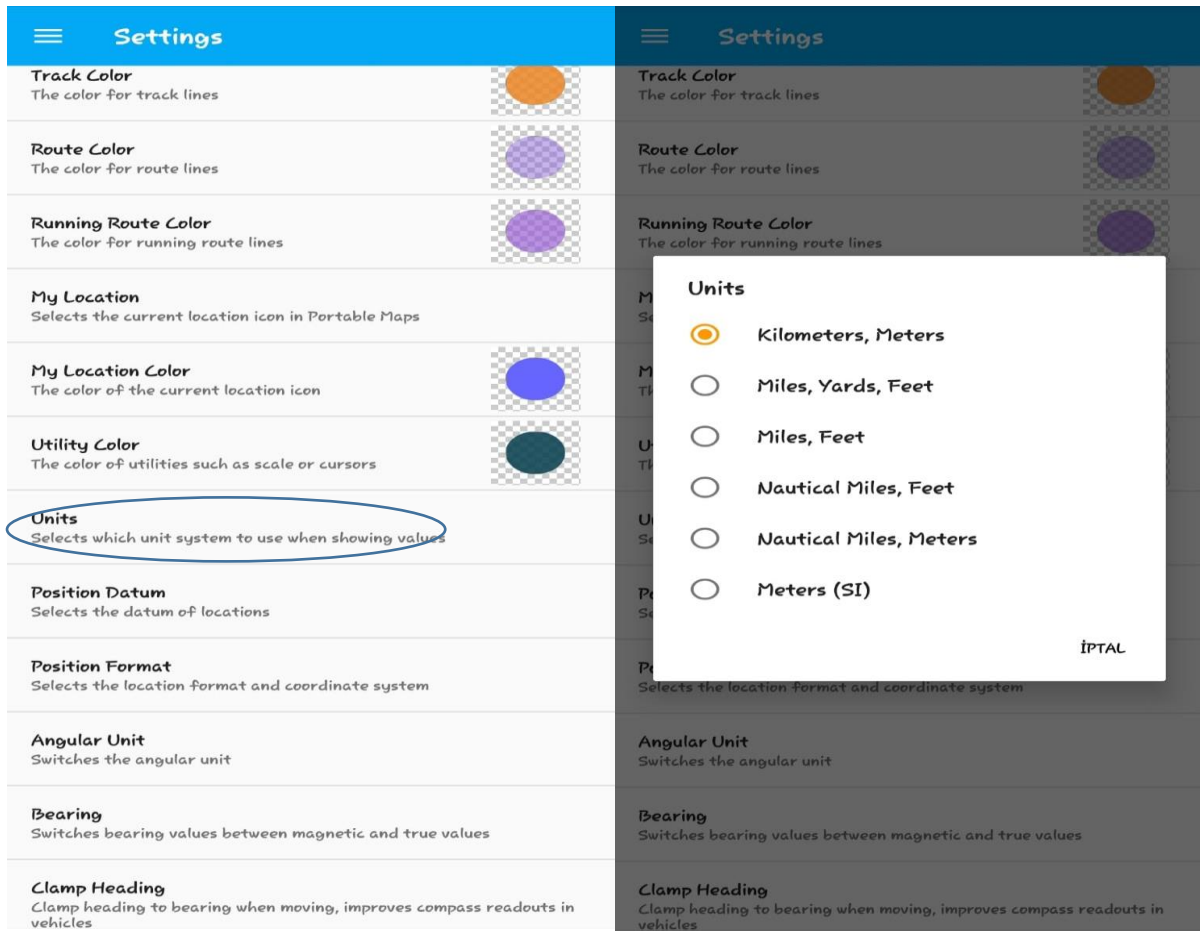 Settings
Track Color
The color for track lines
Route Color
The color for route lines
Running Route Color
The color for running route lines
My Location
Selects the current location icon in Portable Maps
My Location Color
The color of the current location icon
Utility Color
The color of utilities such as scale or cursors
Units
Selects which unit system to use when showing values
Position Datum
Selects the datum of locations
Position Format
Selects the location format and coordinate system
Angular Unit
Switches the angular unit
Bearing
Switches bearing values between magnetic and true values
Clamp Heading
Clamp heading to bearing when moving, improves compass readouts in
vehicles
Settings
Track Color
The color for track lines
Route Color
The color for route lines
Running Route Color
The color for running route lines
Units
Kilometers, Meters
Miles, Yards, Feet
Miles, Feet
Nautical Miles, Feet
Nautical Miles, Meters
Meters (SI)
İPTAL
Selects the location format and coordinate system
Angular Unit
Switches the angular unit
Bearing
Switches bearing values between magnetic and true values
Clamp Heading
Clamp heading to bearing when moving, improves compass readouts in
vehicles